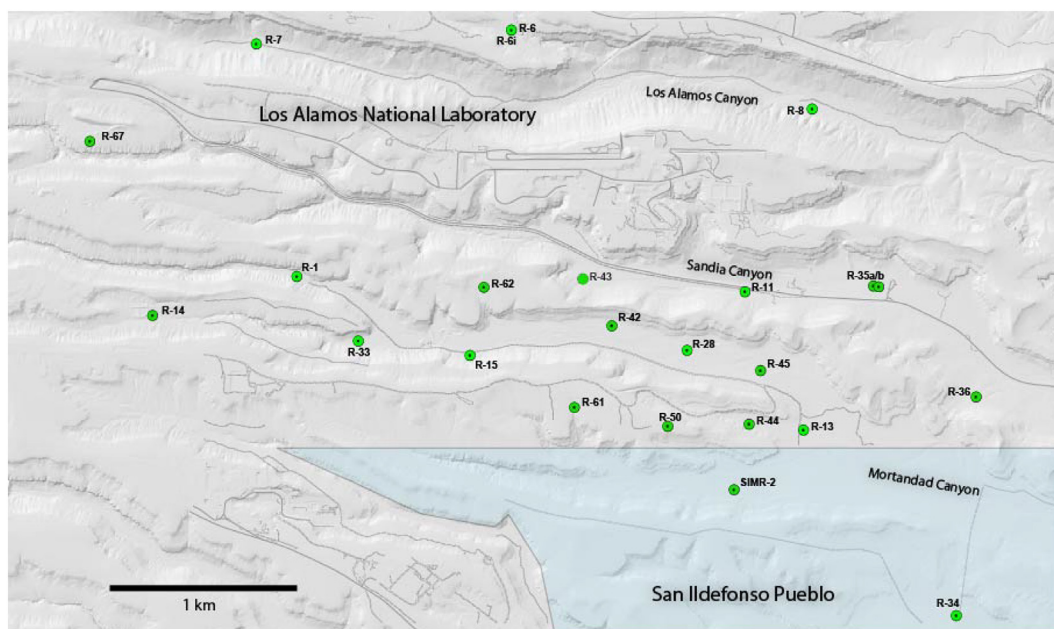 R-7
R-6
R-6i
Los Alamos Canyon
R-8
Los Alamos National Laboratory
R-67
R-1
R-62
R-43
Sandia Canyon
R-11
R-35a/b
R-14
R-33
R-15
R-42
R-28
R-45
R-36
R-61
R-50
R-44
R-13
SIMR-2
Mortandad Canyon
1 km
San Ildefonso Pueblo
R-34